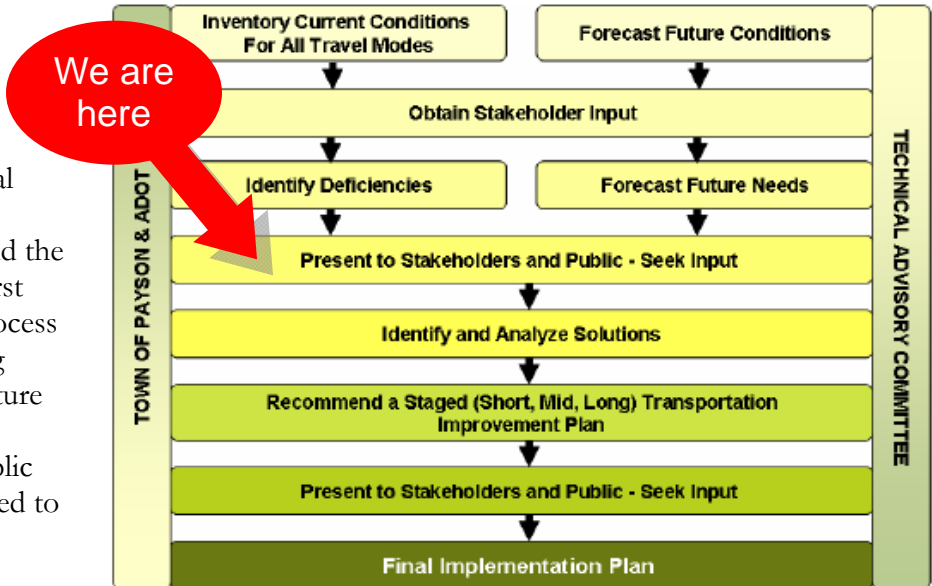 Inventory Current Conditions
For All Travel Modes
Forecast Future Conditions
We are
here
Obtain Stakeholder Input
Identify Deficiencies
Forecast Future Needs
Present to Stakeholders and Public - Seek Input
Identify and Analyze Solutions
Recommend a Staged (Short, Mid, Long) Transportation
Improvement Plan
Present to Stakeholders and Public - Seek Input
Final Implementation Plan
TOWN OF PAYSON & ADOT
TECHNICAL ADVISORY COMMITTEE
the
ed to